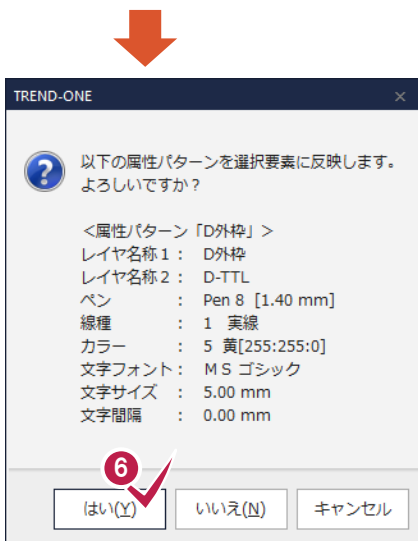 TREND-ONE
以下の属性パターンを選択要素に反映します。
よろしいですか？
＜属性パターン「D外枠」＞
レイヤ名称１： D外枠
レイヤ名称２： D-TTL
ペン ： Pen 8 [1.40 mm]
線種 ： 1 実線
カラー ： 5 黄[255:255:0]
文字フォント： ＭＳ ゴシック
文字サイズ ： 5.00 mm
文字間隔 ： 0.00 mm
6
はい(Y) いいえ(N) キャンセル